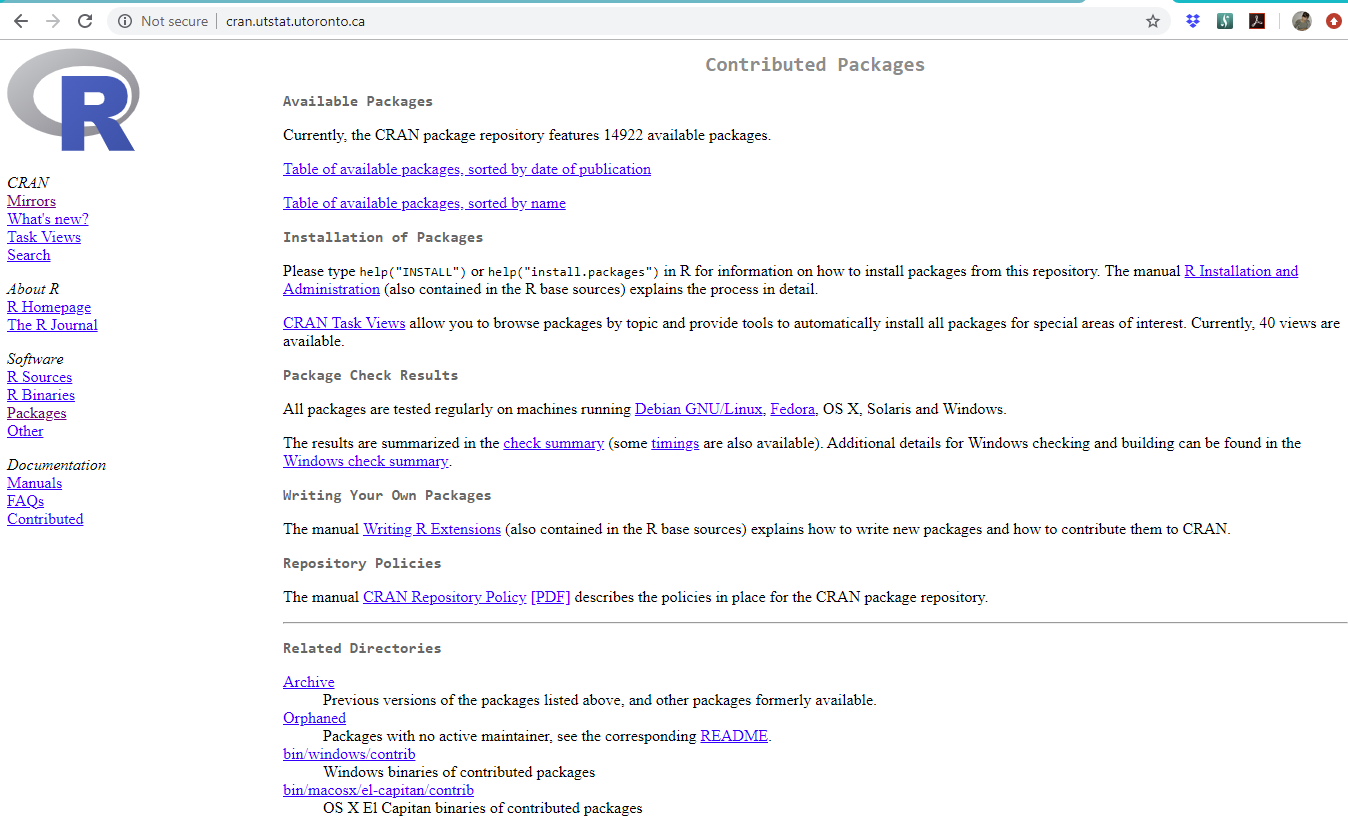 Not secure | cran.utstat.utoronto.ca
R
CRAN
Mirrors
What's new?
Task Views
Search
About R
R Homepage
The R Journal
Software
R Sources
R Binaries
Packages
Other
Documentation
Manuals
FAQs
Contributed
Contributed Packages
Available Packages
Currently, the CRAN package repository features 14922 available packages.
Table of available packages, sorted by date of publication
Table of available packages, sorted by name
Installation of Packages
Please type help("INSTALL") or help("install.packages") in R for information on how to install packages from this repository. The manual R Installation and
Administration (also contained in the R base sources) explains the process in detail.
CRAN Task Views allow you to browse packages by topic and provide tools to automatically install all packages for special areas of interest. Currently, 40 views are
available.
Package Check Results
All packages are tested regularly on machines running Debian GNU/Linux, Fedora, OS X, Solaris and Windows.
The results are summarized in the check summary (some timings are also available). Additional details for Windows checking and building can be found in the
Windows check summary.
Writing Your Own Packages
The manual Writing R Extensions (also contained in the R base sources) explains how to write new packages and how to contribute them to CRAN.
Repository Policies
The manual CRAN Repository Policy [PDF] describes the policies in place for the CRAN package repository.
Related Directories
Archive
Previous versions of the packages listed above, and other packages formerly available.
Orphaned
Packages with no active maintainer, see the corresponding README.
bin/windows/contrib
Windows binaries of contributed packages
bin/macosx/el-capitan/contrib
OS X El Capitan binaries of contributed packages